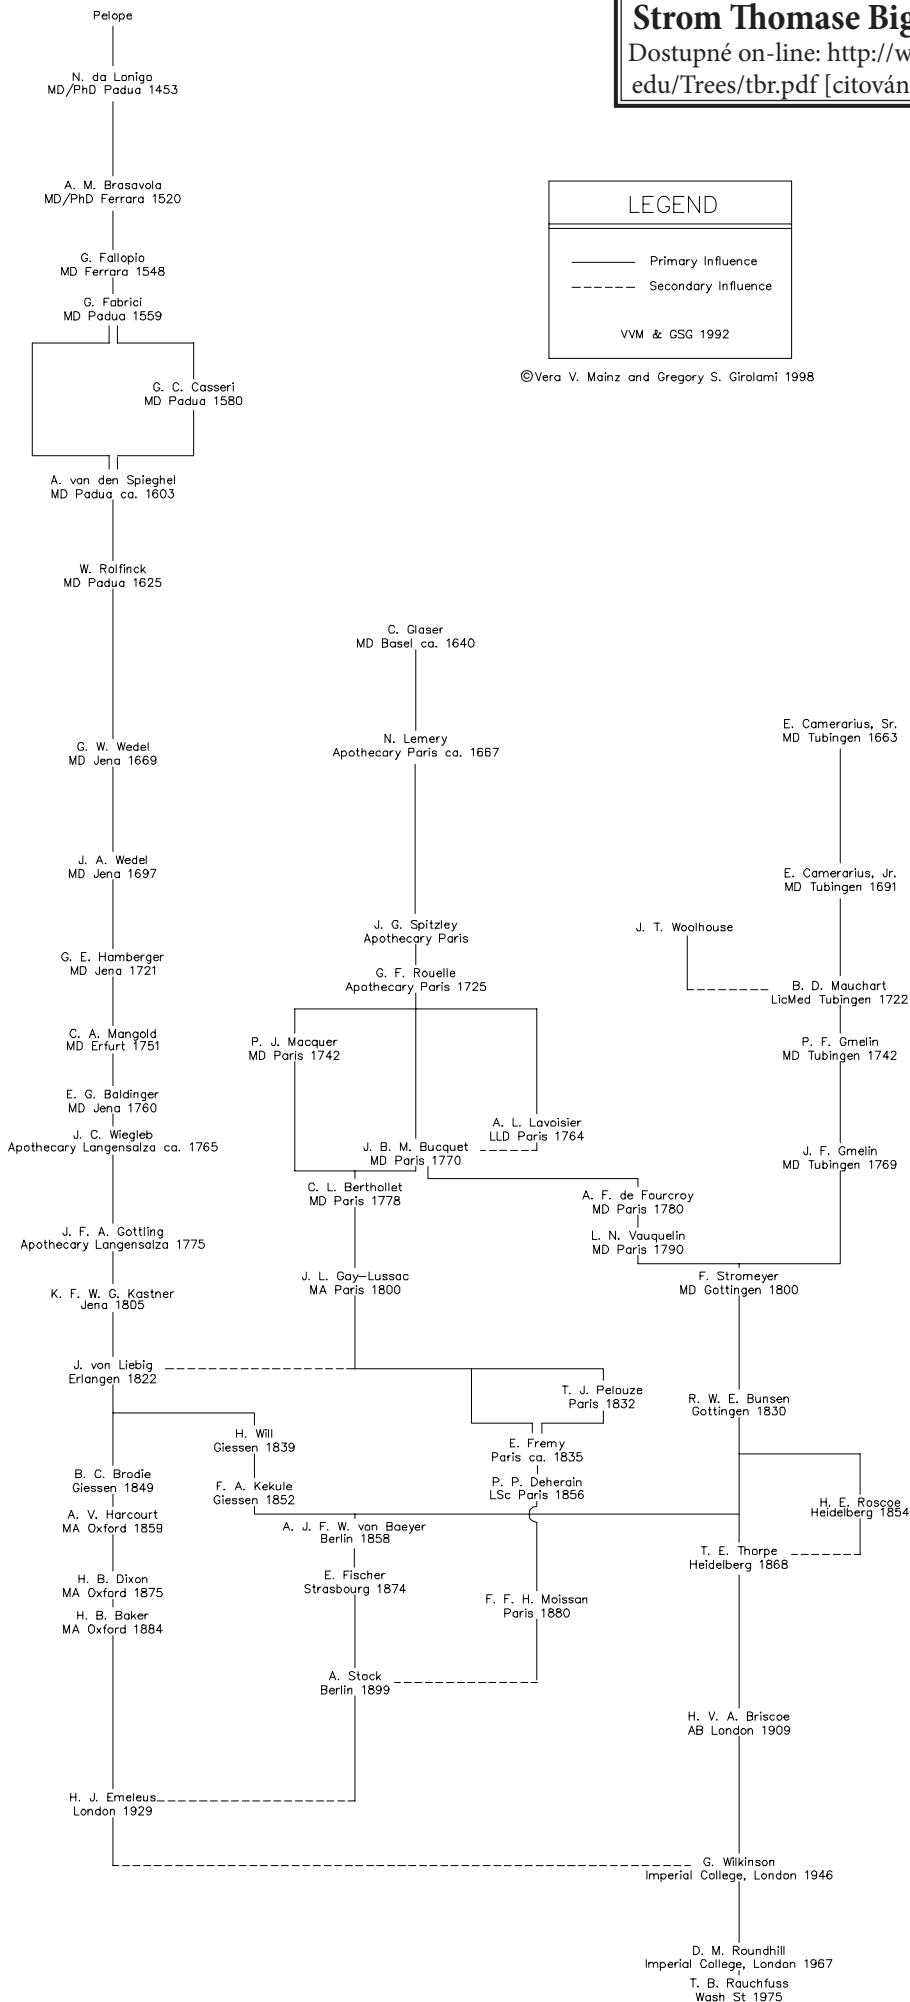 Strom Thomase Big
Dostupné on-line: http://w
edu/Trees/tbr.pdf [citován
Pelope
N. da Lonigo
MD/PhD Padua 1453
A. M. Brasavola
MD/PhD Ferrara 1520
G. Fallopio
MD Ferrara 1548
G. Fabrici
MD Padua 1559
G. C. Casseri
MD Padua 1580
A. van den Spieghel
MD Padua ca. 1603
W. Rolfinck
MD Padua 1625
G. W. Wedel
MD Jena 1669
J. A. Wedel
MD Jena 1697
G. E. Hamberger
MD Jena 1721
C. A. Mangold
MD Erfurt 1751
E. G. Baldinger
MD Jena 1760
J. C. Wiegleb
Apothecary Langensalza ca. 1765
J. F. A. Gottling
Apothecary Langensalza 1775
K. F. W. G. Kastner
Jena 1805
J. von Liebig
Erlangen 1822
H. Will
Giessen 1839
B. C. Brodie
Giessen 1849
F. A. Kekule
Giessen 1852
A. V. Harcourt
MA Oxford 1859
H. B. Dixon
MA Oxford 1875
H. B. Baker
MA Oxford 1884
H. J. Emeleus
London 1929
LEGEND
Primary Influence
Secondary Influence
VVM & GSG 1992
©Vera V. Mainz and Gregory S. Girolami 1998
C. Glaser
MD Basel ca. 1640
N. Lemery
Apothecary Paris ca. 1667
J. G. Spitzley
Apothecary Paris
G. F. Rouelle
Apothecary Paris 1725
P. J. Macquer
MD Paris 1742
A. L. Lavoisier
LLD Paris 1764
J. B. M. Bucquet
MD Paris 1770
C. L. Berthollet
MD Paris 1778
A. F. de Fourcroy
MD Paris 1780
L. N. Vauquelin
MD Paris 1790
J. L. Gay-Lussac
MA Paris 1800
T. J. Pelouze
Paris 1832
E. Fremy
Paris ca. 1835
P. P. Deherain
LSc Paris 1856
A. J. F. W. von Baeyer
Berlin 1858
E. Fischer
Strasbourg 1874
F. F. H. Moissan
Paris 1880
A. Stock
Berlin 1899
E. Camerarius, Sr.
MD Tubingen 1663
E. Camerarius, Jr.
MD Tubingen 1691
J. T. Woolhouse
B. D. Mauchart
LicMed Tubingen 1722
P. F. Gmelin
MD Tubingen 1742
J. F. Gmelin
MD Tubingen 1769
F. Stromeyer
MD Gottingen 1800
R. W. E. Bunsen
Gottingen 1830
H. E. Roscoe
Heidelberg 1854
T. E. Thorpe
Heidelberg 1868
H. V. A. Briscoe
AB London 1909
G. Wilkinson
Imperial College, London 1946
D. M. Roundhill
Imperial College, London 1967
T. B. Rauchfuss
Wash St 1975